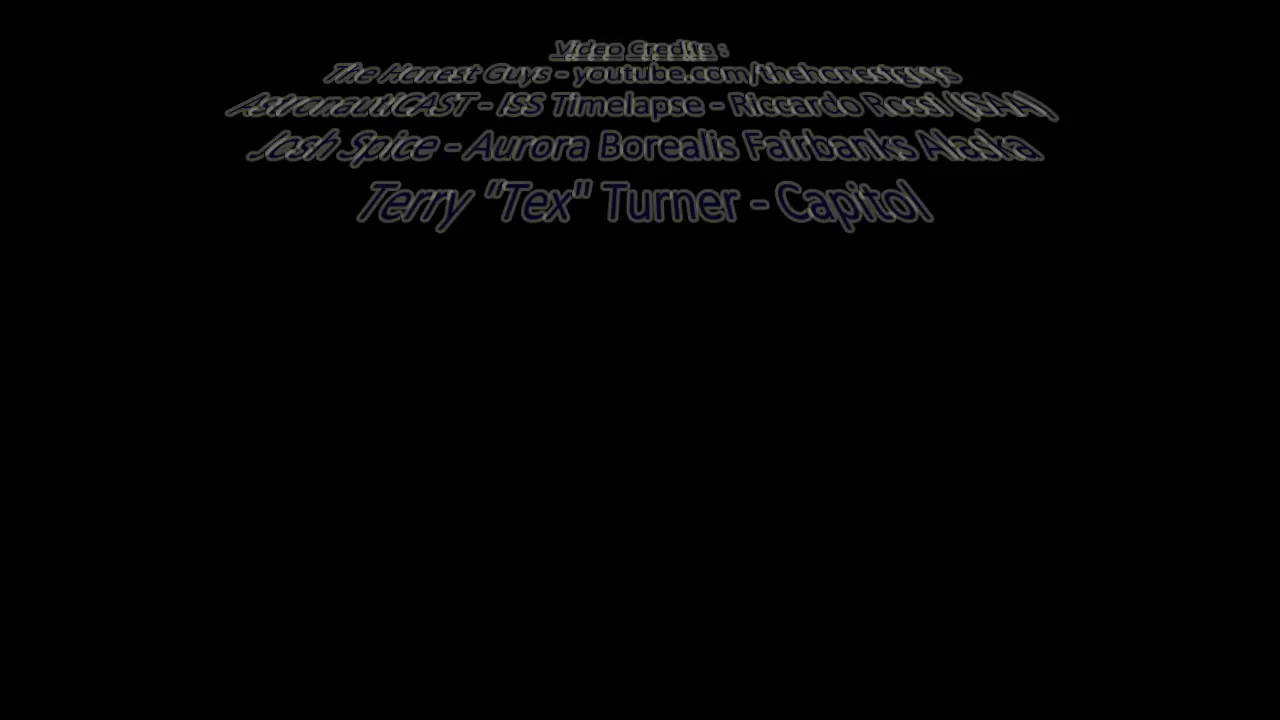 Video Credits :
The Honest Guys - youtube.com/thehonestguys
AstronautiCAST - ISS Timelapse - Riccardo Rossi (ISAA)
Josh Spice - Aurora Borealis Fairbanks Alaska
Terry "Tex" Turner - Capitol